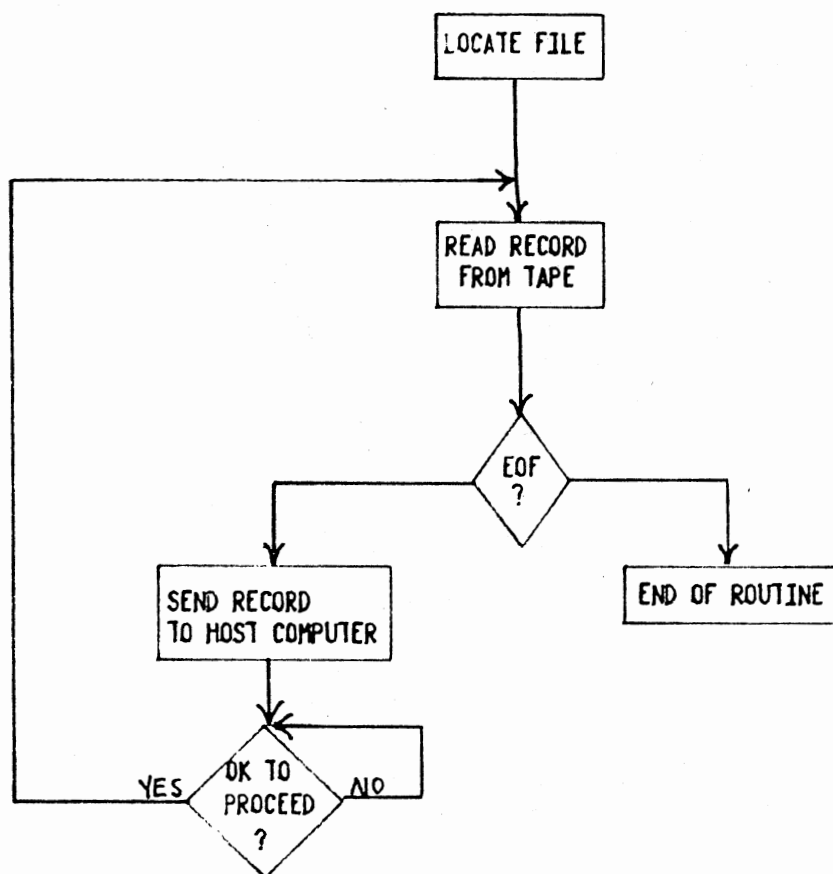 LOCATE FILE
READ RECORD
FROM TAPE
EOF
?
SEND RECORD
TO HOST COMPUTER
END OF ROUTINE
OK TO
PROCEED
?
YES
NO